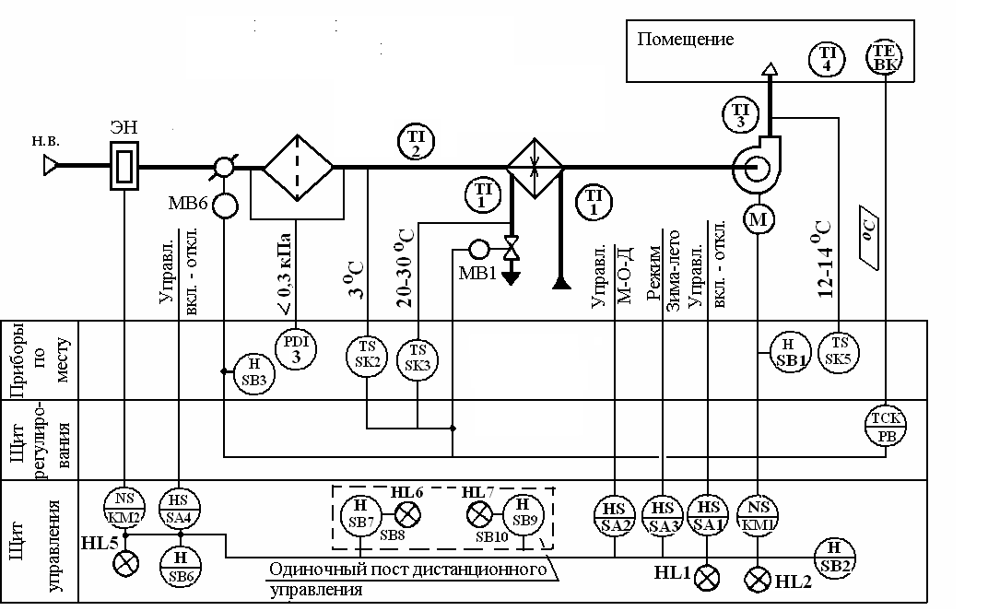 Помещение
TI
4
TE
BK
TI
3
ЭН
н.в.
TI
2
TI
1
TI
1
МВ6
M
МВ1
Управл.
вкл. - откл.
< 0,3 кПа
3 °С
20-30 °С
Управл.
М-О-Д
Режим
Зима-лето
Управл.
вкл. - откл.
12-14 °С
°С
Приборы
по
месту
H
SB3
PDI
3
TS
SK2
TS
SK3
H
SB1
TS
SK5
Щит
регулиро-
вания
ТСК
РВ
Щит
управления
NS
KM2
HS
SA4
HL5
H
SB6
H
SB7
HL6
SB8
HL7
SB10
H
SB9
Одиночный пост дистанционного
управления
HS
SA2
HS
SA3
HS
SA1
NS
KM1
H
SB2
HL1
HL2